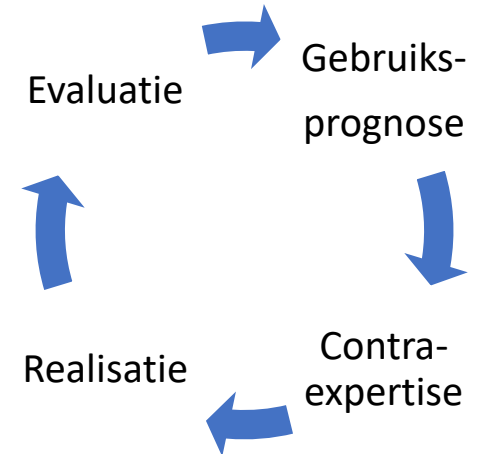 Evaluatie
Gebruiks-
prognose
Contra-
expertise
Realisatie